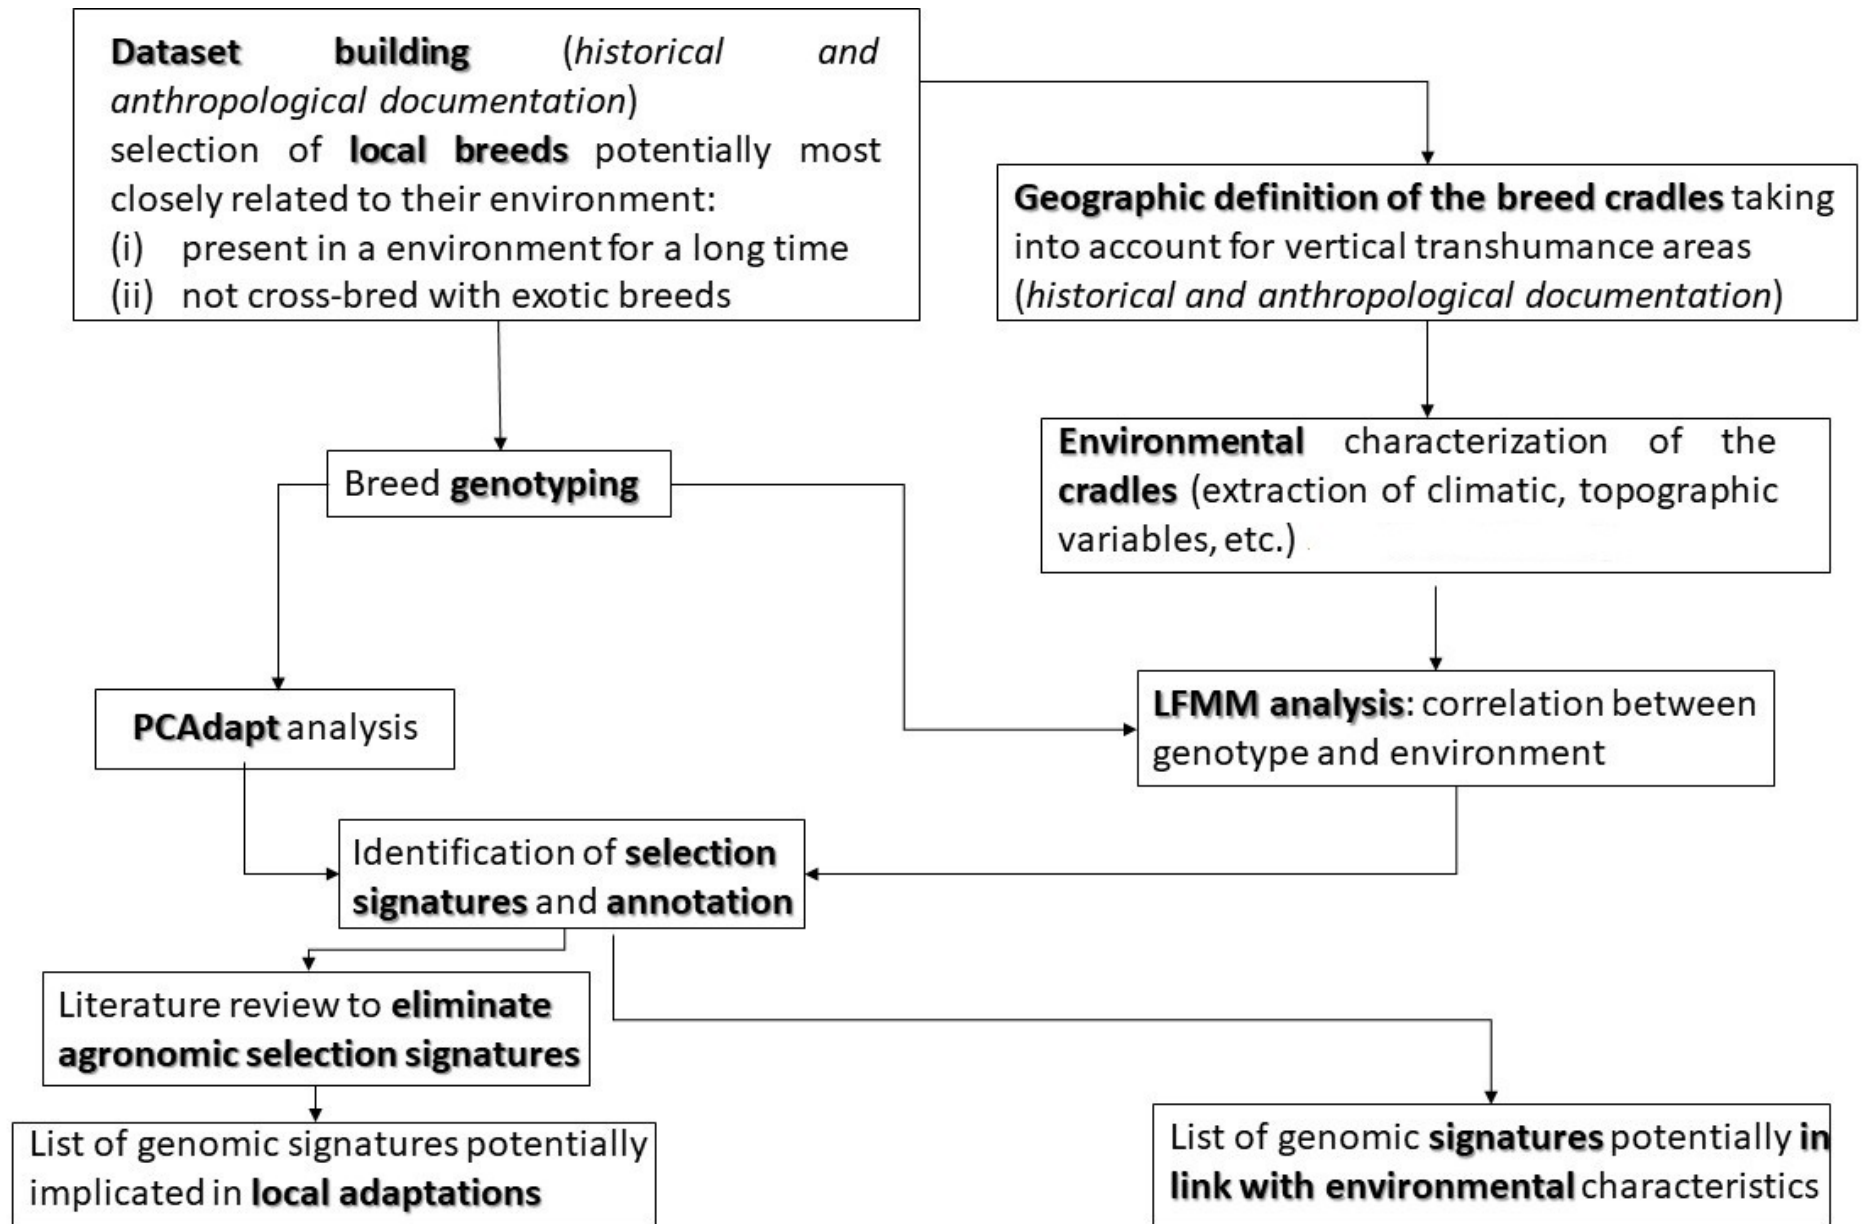 Dataset building (historical and
anthropological documentation)
selection of local breeds potentially most
closely related to their environment:
(i) present in a environment for a long time
(ii) not cross-bred with exotic breeds
Geographic definition of the breed cradles taking
into account for vertical transhumance areas
(historical and anthropological documentation)
Environmental characterization of the
cradles (extraction of climatic, topographic
variables, etc.)
Breed genotyping
PCAdapt analysis
LFMM analysis: correlation between
genotype and environment
Identification of selection
signatures and annotation
Literature review to eliminate
agronomic selection signatures
List of genomic signatures potentially
implicated in local adaptations
List of genomic signatures potentially in
link with environmental characteristics